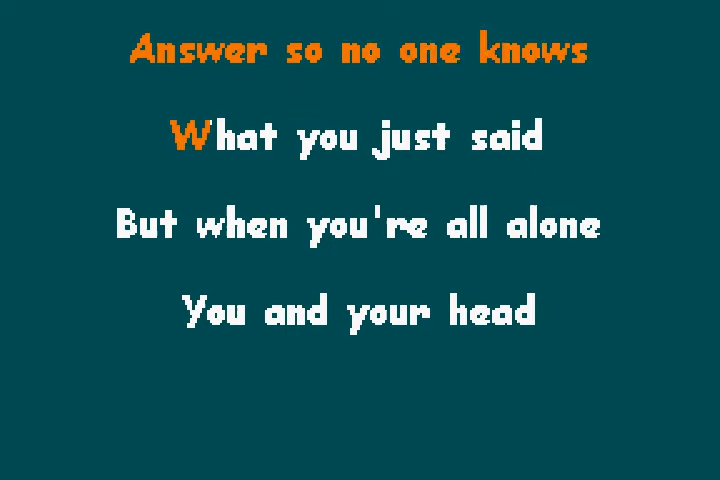 Answer so no one knows
What you just said
But when you're all alone
You and your head